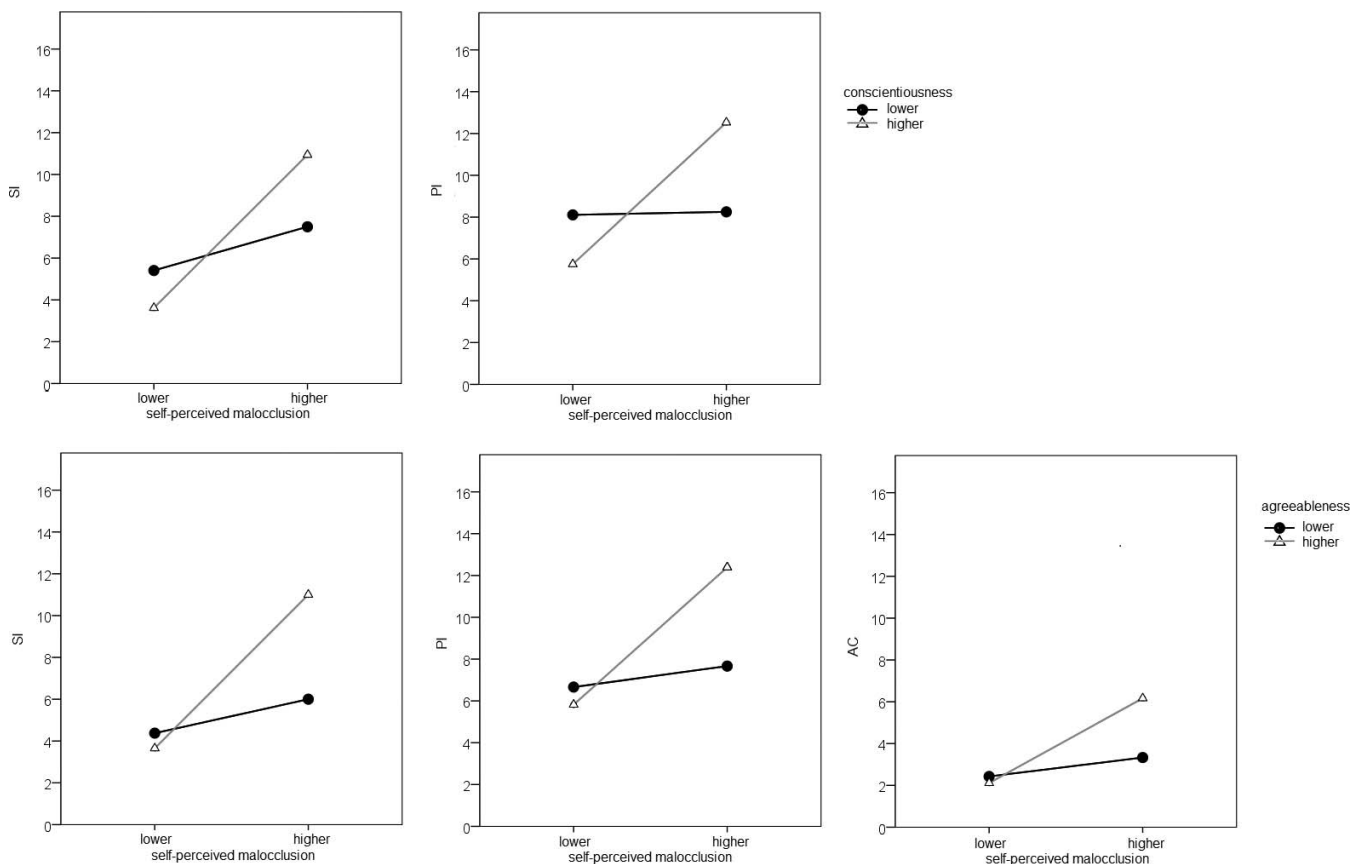 SI
16
14
12
10
8
6
4
2
0
lower higher
self-perceived malocclusion
PI
16
14
12
10
8
6
4
2
0
lower higher
self-perceived malocclusion
conscientiousness
lower
higher
SI
16
14
12
10
8
6
4
2
0
lower higher
self-perceived malocclusion
PI
16
14
12
10
8
6
4
2
0
lower higher
self-perceived malocclusion
AC
16
14
12
10
8
6
4
2
0
lower higher
self-perceived malocclusion
agreeableness
lower
higher